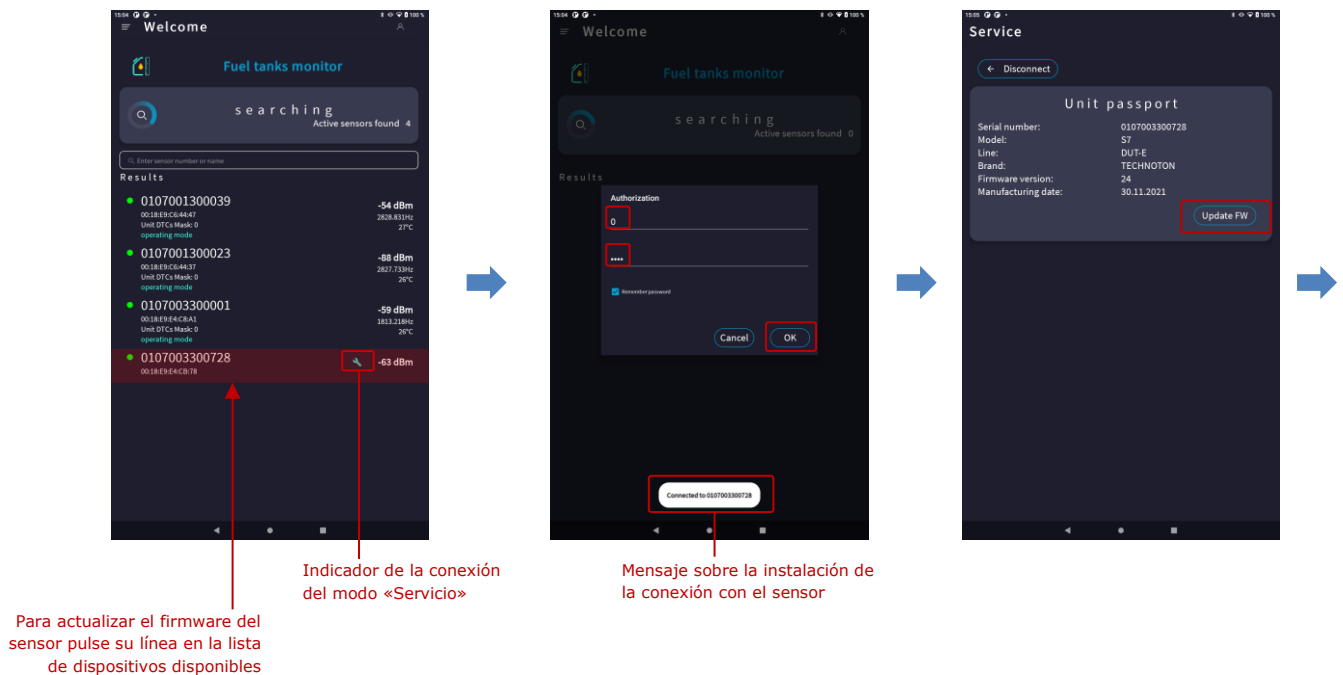 15:04
100 %
Welcome
Fuel tanks monitor
searching
Active sensors found 4
Enter sensor number or name
Results
0107001300039
-54 dBm
00:18:E9:C6:44:47
2828.831Hz
Unit DTCs Mask: 0
27°C
operating mode
0107001300023
-88 dBm
00:18:E9:C6:44:37
2827.733Hz
Unit DTCs Mask: 0
26°C
operating mode
0107003300001
-59 dBm
00:18:E9:E4:C8:A1
1813.218Hz
Unit DTCs Mask: 0
26°C
operating mode
0107003300728
-63 dBm
00:18:E9:E4:CB:78
Indicador de la conexión
del modo «Servicio»
Para actualizar el firmware del
sensor pulse su línea en la lista
de dispositivos disponibles
15:04
100 %
Welcome
Fuel tanks monitor
searching
Active sensors found 0
Results
Authorization
0
••••
Remember password
Cancel
OK
Connected to 0107003300728
Mensaje sobre la instalación de
la conexión con el sensor
15:05
100 %
Service
← Disconnect
Unit passport
Serial number: 0107003300728
Model: S7
Line: DUT-E
Brand: TECHNOTON
Firmware version: 24
Manufacturing date: 30.11.2021
Update FW